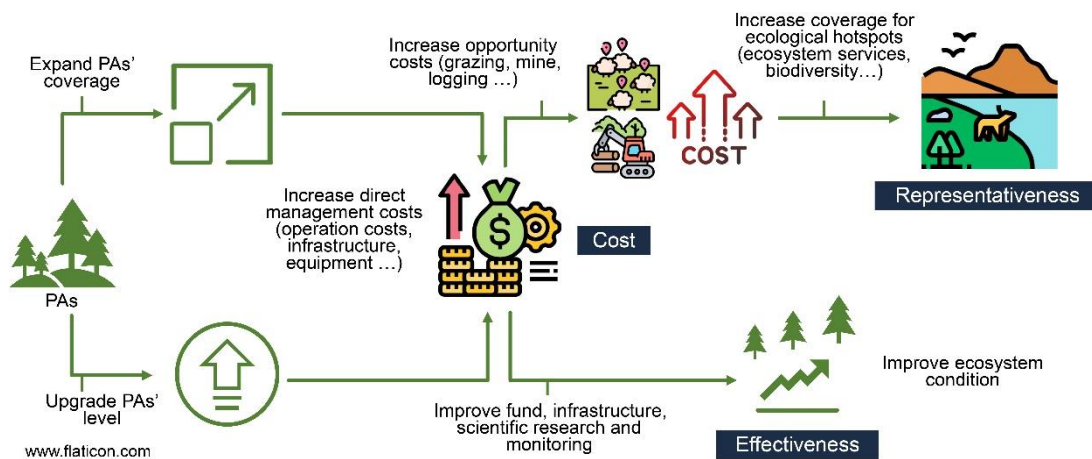 Expand PAs'
coverage
Increase opportunity
costs (grazing, mine,
logging ...)
COST
Increase coverage for
ecological hotspots
(ecosystem services,
biodiversity...)
Representativeness
Increase direct
management costs
(operation costs,
infrastructure,
equipment ...)
$
Cost
PAs
Upgrade PAs'
level
Improve fund, infrastructure,
scientific research and
monitoring
Effectiveness
Improve ecosystem
condition
www.flaticon.com